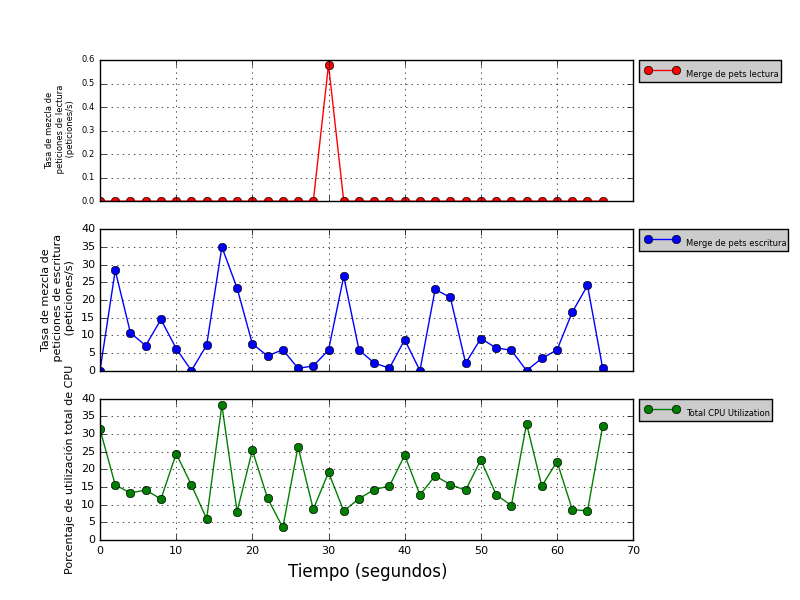 0.6
0.5
0.4
0.3
0.2
0.1
0.0
Tasa de mezcla de
peticiones de lectura
(peticiones/s)
Merge de pets lectura
40
35
30
25
20
15
10
5
0
Tasa de mezcla de
peticiones de escritura
(peticiones/s)
Merge de pets escritura
40
35
30
25
20
15
10
5
0
Porcentaje de utilización total de CPU
Total CPU Utilization
0 10 20 30 40 50 60 70
Tiempo (segundos)